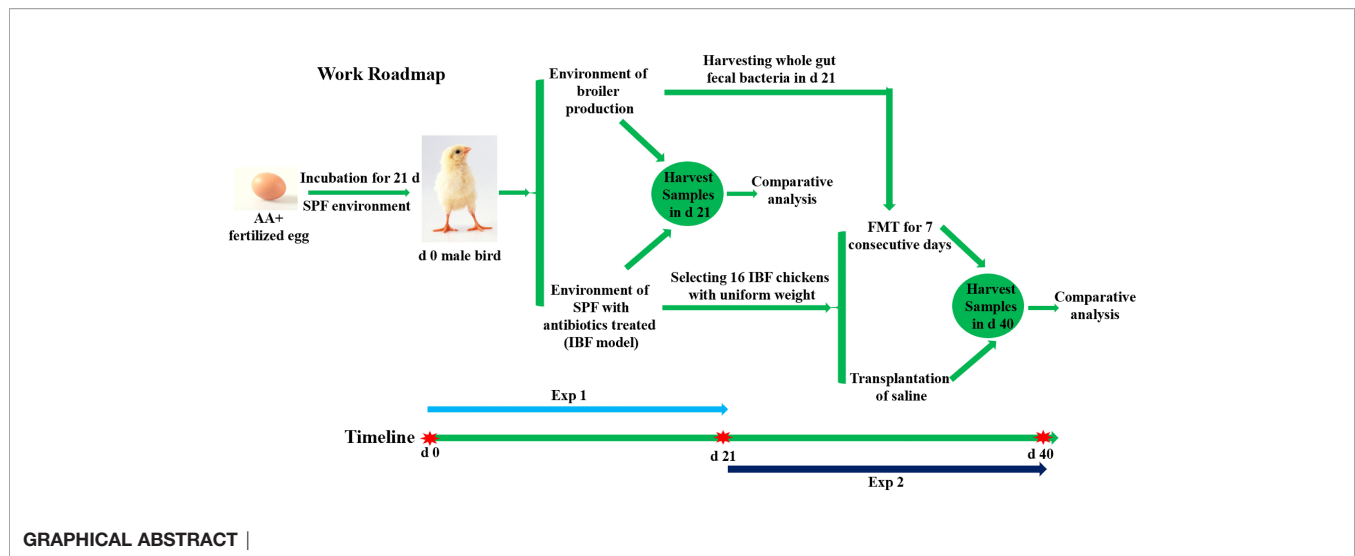 Work Roadmap
AA+
fertilized egg
Incubation for 21 d
SPF environment
d 0 male bird
Environment of
broiler
production
Harvesting whole gut
fecal bacteria in d 21
Harvest
Samples
in d 21
Comparative
analysis
Environment of
SPF with
antibiotics treated
(IBF model)
Selecting 16 IBF chickens
with uniform weight
FMT for 7
consecutive days
Harvest
Samples
in d 40
Comparative
analysis
Transplantation
of saline
Exp 1
Timeline
d 0
d 21
d 40
Exp 2
GRAPHICAL ABSTRACT |